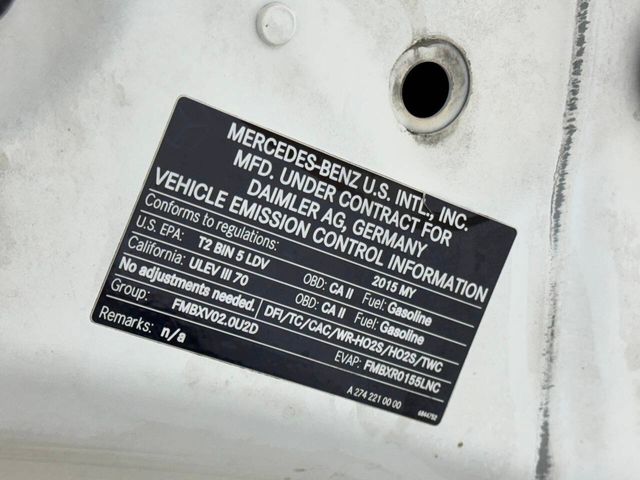 MERCEDES-BENZ U.S. INTL., INC.
MFD. UNDER CONTRACT FOR
DAIMLER AG, GERMANY
VEHICLE EMISSION CONTROL INFORMATION
Conforms to regulations: 2015 MY
U.S. EPA: T2 BIN 5 LDV OBD: CA II Fuel: Gasoline
California: ULEV III 70 OBD: CA II Fuel: Gasoline
No adjustments needed. DFI/TC/CAC/WR-HO2S/HO2S/TWC
Group: FMBXV02.0U2D EVAP: FMBXR0155LNC
Remarks: n/a
A 274 221 00 00
6844752